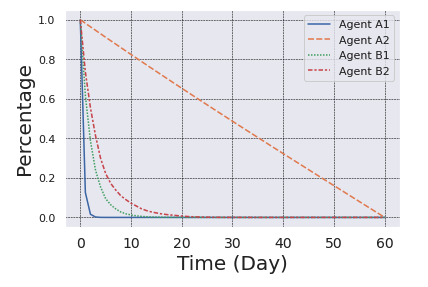 Percentage
1.0
0.8
0.6
0.4
0.2
0.0
Agent A1
Agent A2
Agent B1
Agent B2
0 10 20 30 40 50 60
Time (Day)